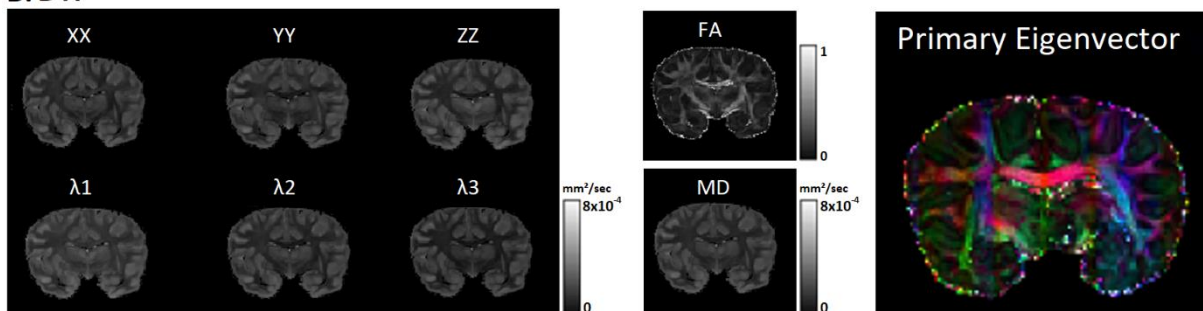 XX YY ZZ
λ1 λ2 λ3
mm²/sec
8x10⁻⁴
0
FA
1
0
MD
mm²/sec
8x10⁻⁴
0
Primary Eigenvector